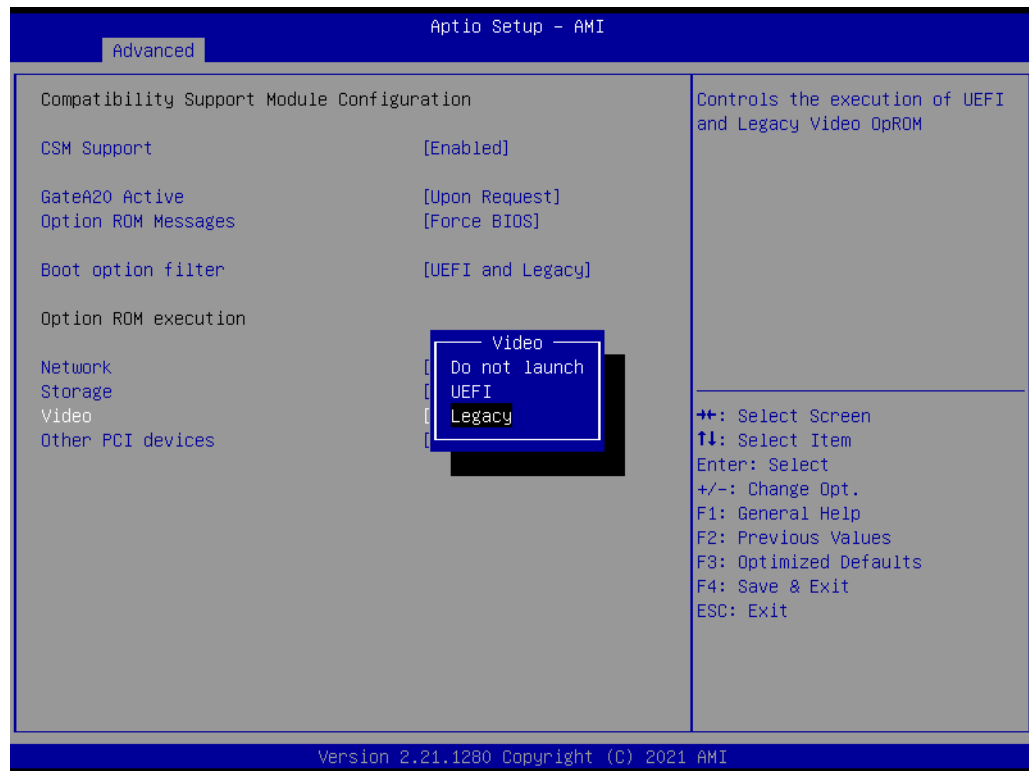 Aptio Setup – AMI
Advanced
Compatibility Support Module Configuration
CSM Support [Enabled]
GateA20 Active [Upon Request]
Option ROM Messages [Force BIOS]
Boot option filter [UEFI and Legacy]
Option ROM execution
Network [
Storage [
Video [
Other PCI devices [
Video
Do not launch
UEFI
Legacy
Controls the execution of UEFI
and Legacy Video OpROM
→←: Select Screen
↑↓: Select Item
Enter: Select
+/-: Change Opt.
F1: General Help
F2: Previous Values
F3: Optimized Defaults
F4: Save & Exit
ESC: Exit
Version 2.21.1280 Copyright (C) 2021 AMI